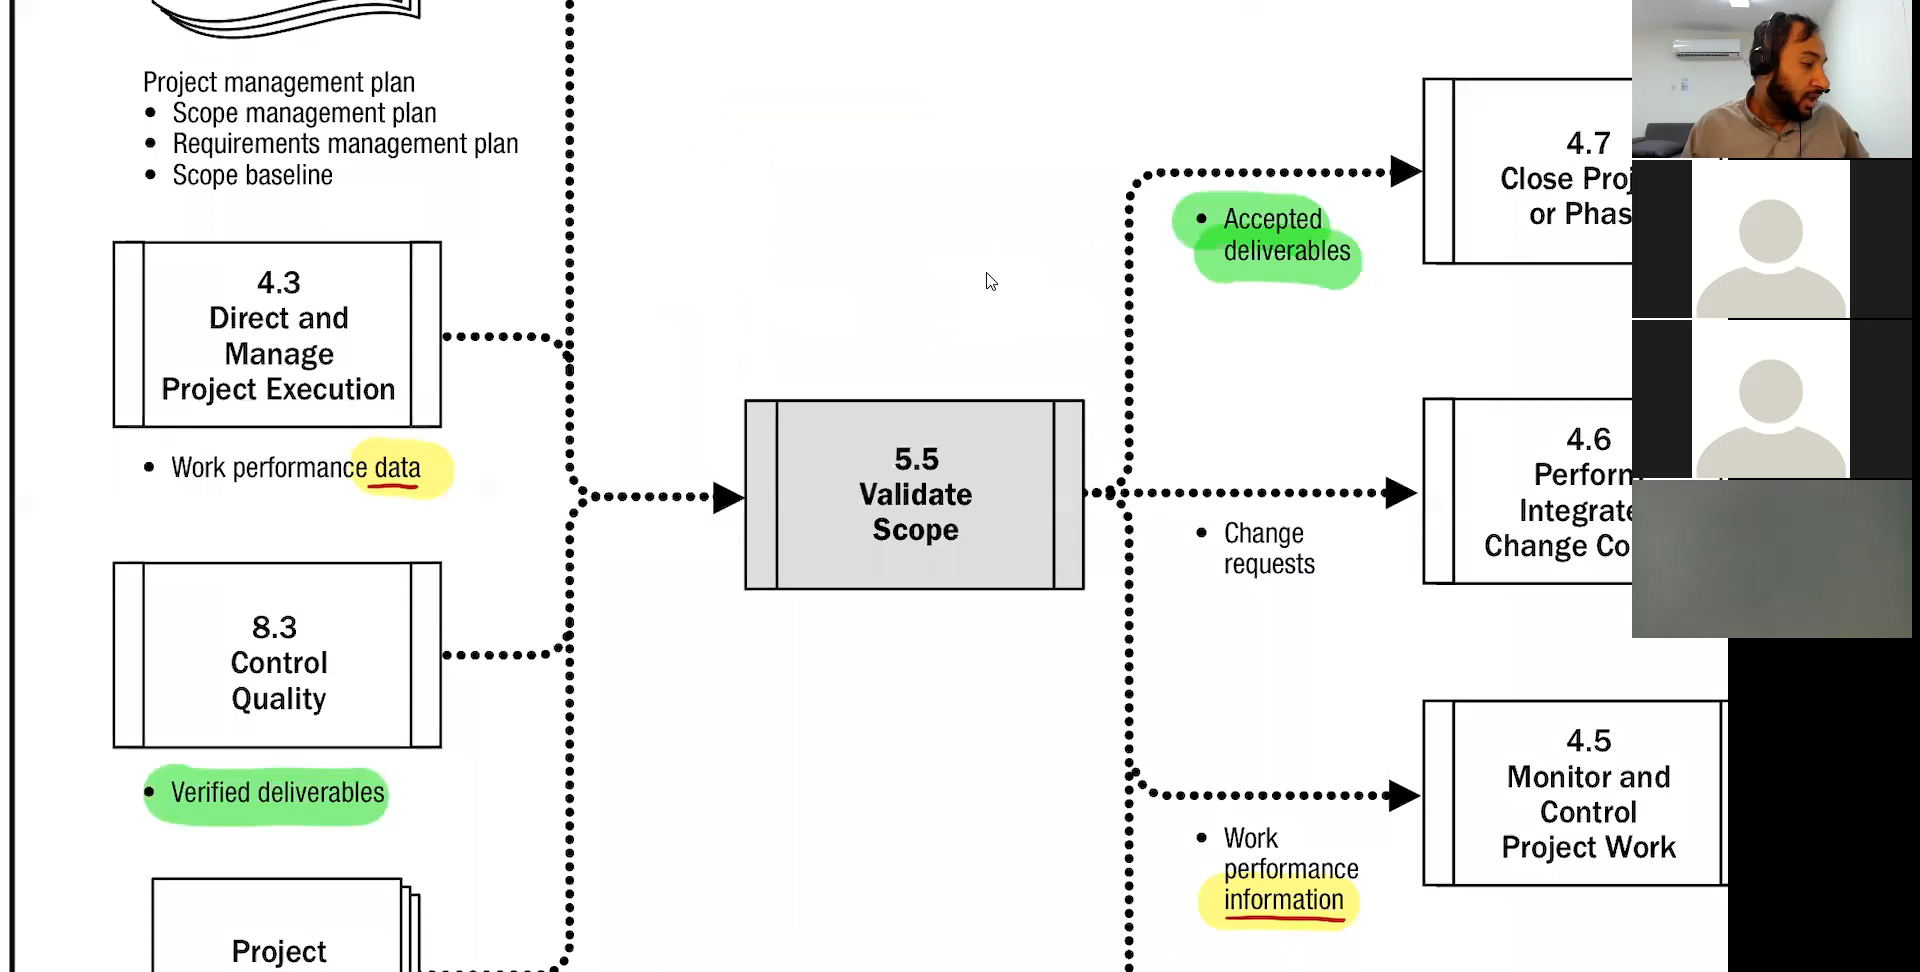 Project management plan
• Scope management plan
• Requirements management plan
• Scope baseline
4.3
Direct and
Manage
Project Execution
• Work performance data
8.3
Control
Quality
• Verified deliverables
Project
5.5
Validate
Scope
• Accepted
deliverables
• Change
requests
• Work
performance
information
4.7
Close Proj
or Phas
4.6
Perform
Integrate
Change Co
4.5
Monitor and
Control
Project Work